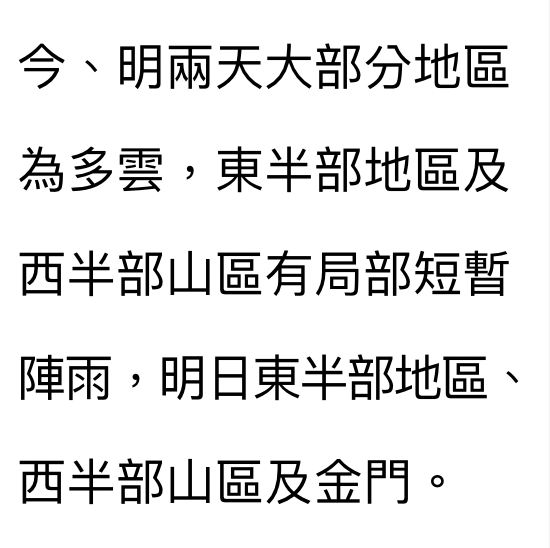 今、明兩天大部分地區
為多雲，東半部地區及
西半部山區有局部短暫
陣雨，明日東半部地區、
西半部山區及金門。